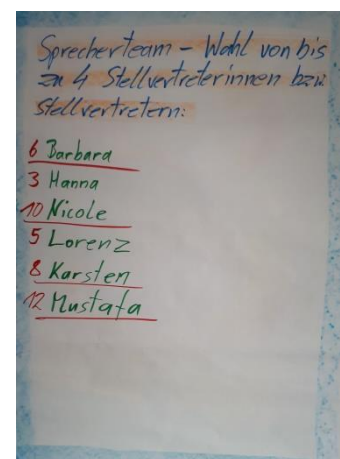 Sprecherteam - Wahl von bis
zu 4 Stellvertreterinnen bzw.
Stellvertretern:
6 Barbara
3 Hanna
10 Nicole
5 Lorenz
8 Karsten
12 Mustafa